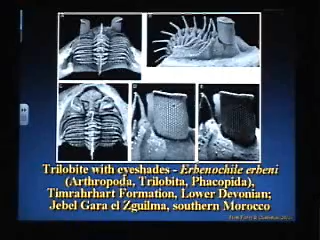 Trilobite with eyeshades - Erbenochile erbeni
(Arthropoda, Trilobita, Phacopida),
Timrahrhart Formation, Lower Devonian;
Jebel Gara el Zguilma, southern Morocco